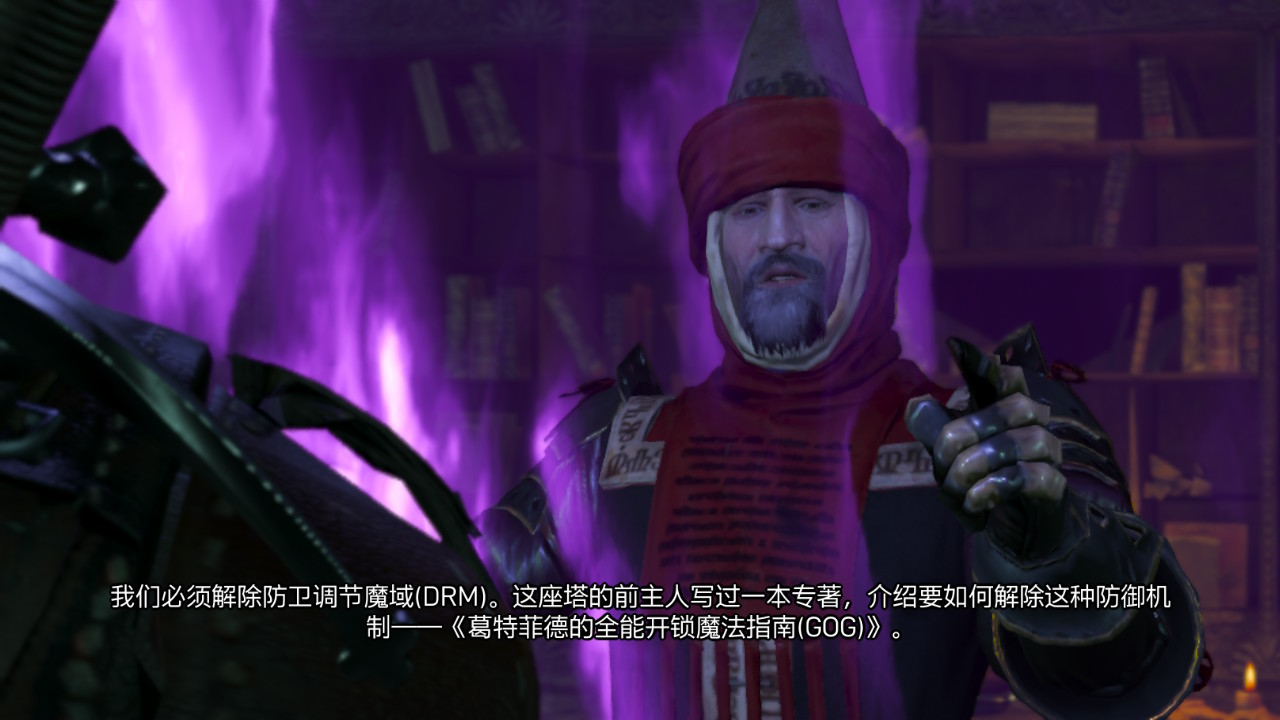 我们必须解除防卫调节魔域(DRM)。这座塔的前主人写过一本专著，介绍要如何解除这种防御机
制——《葛特菲德的全能开锁魔法指南(GOG)》。